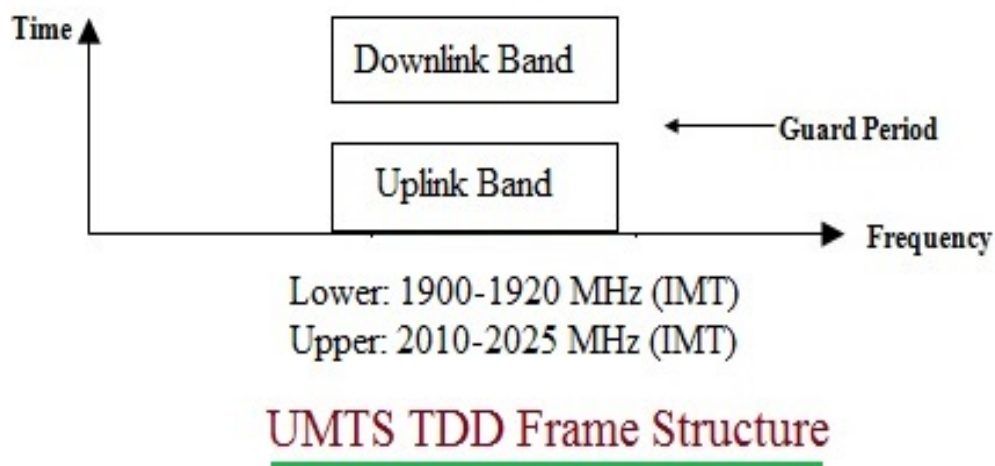 Time
Downlink Band
Guard Period
Uplink Band
Frequency
Lower: 1900-1920 MHz (IMT)
Upper: 2010-2025 MHz (IMT)
UMTS TDD Frame Structure